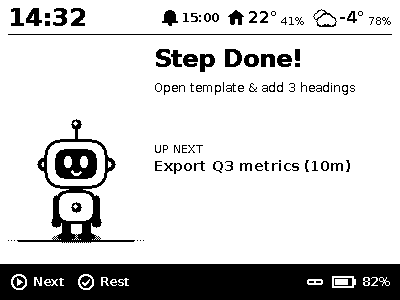 14:32 15:00 22° 41% -4° 78%
Step Done!
Open template & add 3 headings
UP NEXT
Export Q3 metrics (10m)
Next Rest 82%